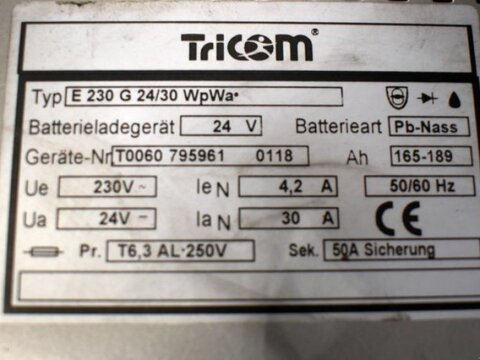 TriCOM®
Typ E 230 G 24/30 WpWa•
Batterieladegerät 24 V Batterieart Pb-Nass
Geräte-Nr T0060 795961 0118 Ah 165-189
Ue 230V ~ Ie N 4,2 A 50/60 Hz
Ua 24V - Ia N 30 A CE
Pr. T6,3 AL·250V Sek. 50A Sicherung